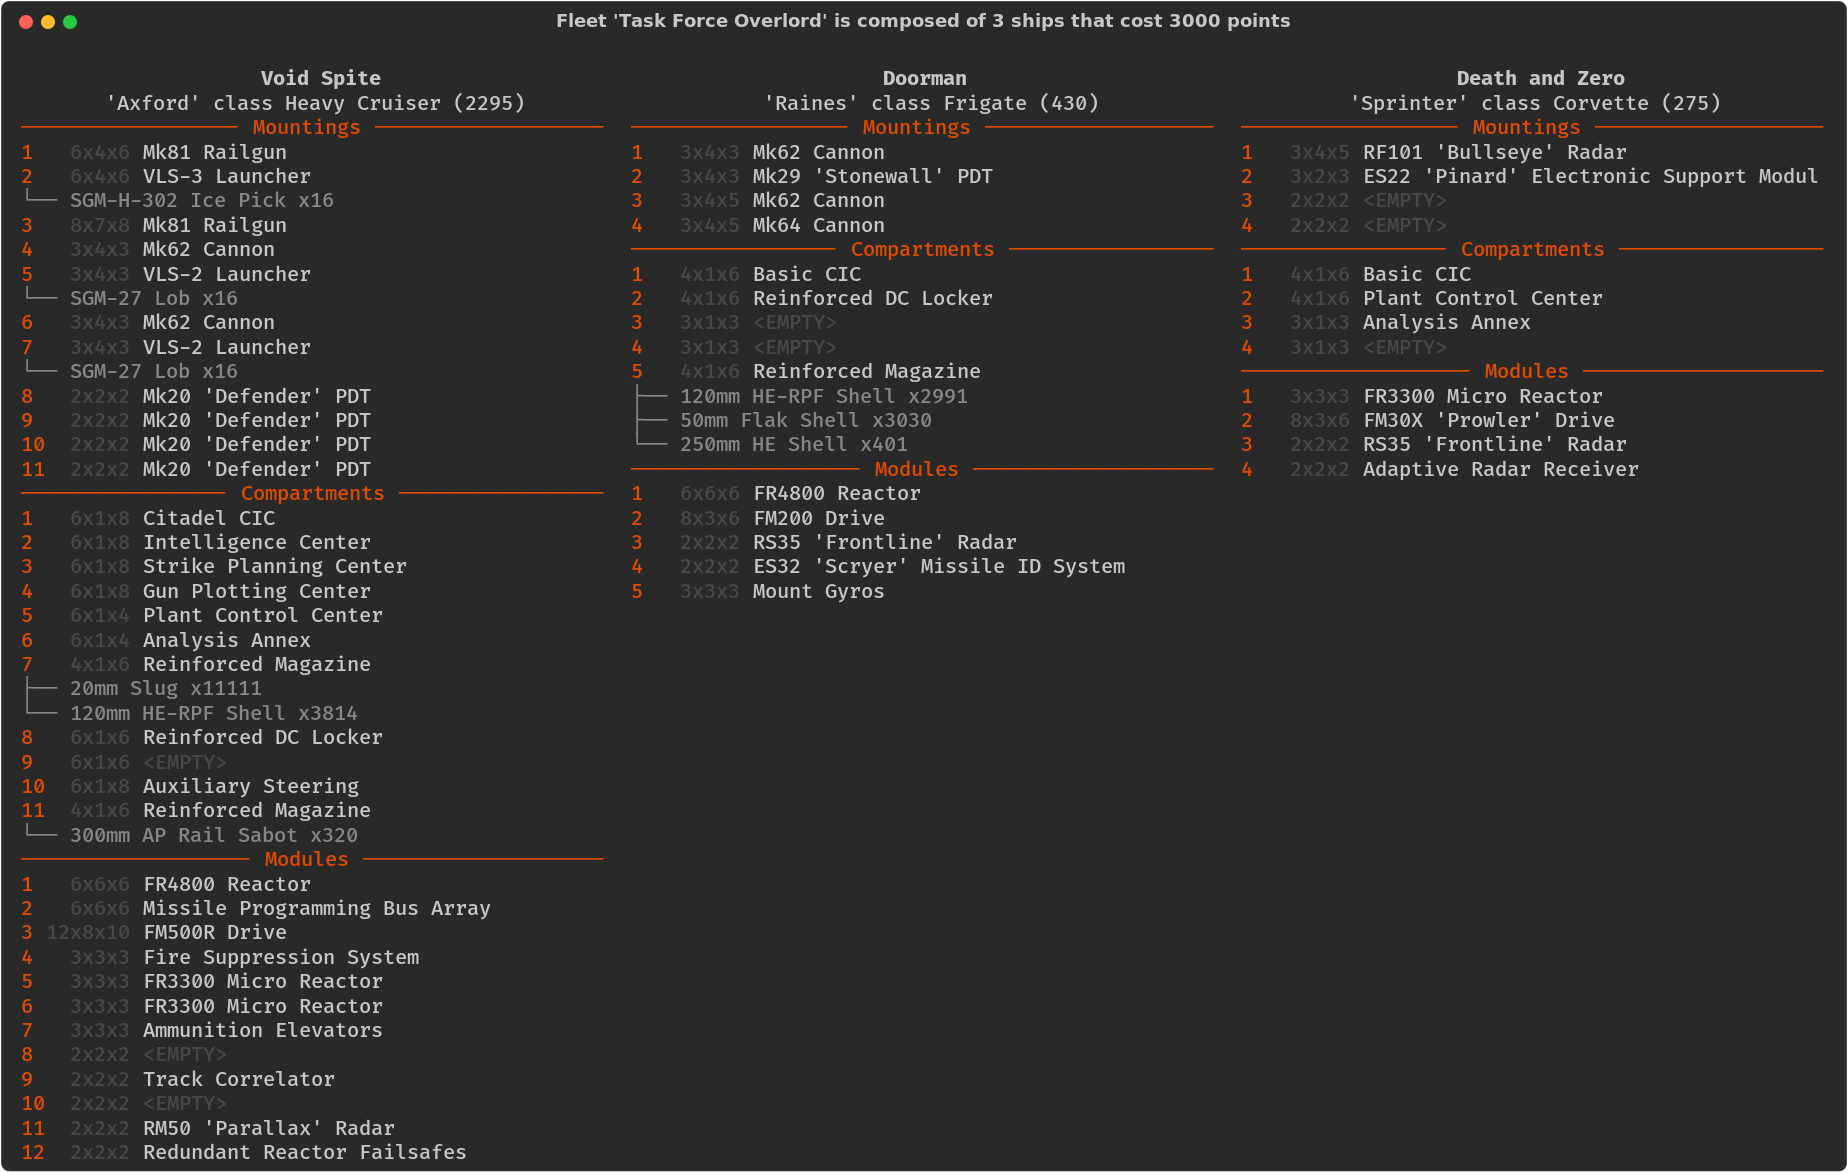 Fleet 'Task Force Overlord' is composed of 3 ships that cost 3000 points
Void Spite
'Axford' class Heavy Cruiser (2295)
Mountings
1 6x4x6 Mk81 Railgun
2 6x4x6 VLS-3 Launcher
SGM-H-302 Ice Pick x16
3 8x7x8 Mk81 Railgun
4 3x4x3 Mk62 Cannon
5 3x4x3 VLS-2 Launcher
SGM-27 Lob x16
6 3x4x3 Mk62 Cannon
7 3x4x3 VLS-2 Launcher
SGM-27 Lob x16
8 2x2x2 Mk20 'Defender' PDT
9 2x2x2 Mk20 'Defender' PDT
10 2x2x2 Mk20 'Defender' PDT
11 2x2x2 Mk20 'Defender' PDT
Compartments
1 6x1x8 Citadel CIC
2 6x1x8 Intelligence Center
3 6x1x8 Strike Planning Center
4 6x1x8 Gun Plotting Center
5 6x1x4 Plant Control Center
6 6x1x4 Analysis Annex
7 4x1x6 Reinforced Magazine
20mm Slug x11111
120mm HE-RPF Shell x3814
8 6x1x6 Reinforced DC Locker
9 6x1x6 <EMPTY>
10 6x1x8 Auxiliary Steering
11 4x1x6 Reinforced Magazine
300mm AP Rail Sabot x320
Modules
1 6x6x6 FR4800 Reactor
2 6x6x6 Missile Programming Bus Array
3 12x8x10 FM500R Drive
4 3x3x3 Fire Suppression System
5 3x3x3 FR3300 Micro Reactor
6 3x3x3 FR3300 Micro Reactor
7 3x3x3 Ammunition Elevators
8 2x2x2 <EMPTY>
9 2x2x2 Track Correlator
10 2x2x2 <EMPTY>
11 2x2x2 RM50 'Parallax' Radar
12 2x2x2 Redundant Reactor Failsafes
Doorman
'Raines' class Frigate (430)
Mountings
1 3x4x3 Mk62 Cannon
2 3x4x3 Mk29 'Stonewall' PDT
3 3x4x5 Mk62 Cannon
4 3x4x5 Mk64 Cannon
Compartments
1 4x1x6 Basic CIC
2 4x1x6 Reinforced DC Locker
3 3x1x3 <EMPTY>
4 3x1x3 <EMPTY>
5 4x1x6 Reinforced Magazine
120mm HE-RPF Shell x2991
50mm Flak Shell x3030
250mm HE Shell x401
Modules
1 6x6x6 FR4800 Reactor
2 8x3x6 FM200 Drive
3 2x2x2 RS35 'Frontline' Radar
4 2x2x2 ES32 'Scryer' Missile ID System
5 3x3x3 Mount Gyros
Death and Zero
'Sprinter' class Corvette (275)
Mountings
1 3x4x5 RF101 'Bullseye' Radar
2 3x2x3 ES22 'Pinard' Electronic Support Modul
3 2x2x2 <EMPTY>
4 2x2x2 <EMPTY>
Compartments
1 4x1x6 Basic CIC
2 4x1x6 Plant Control Center
3 3x1x3 Analysis Annex
4 3x1x3 <EMPTY>
Modules
1 3x3x3 FR3300 Micro Reactor
2 8x3x6 FM30X 'Prowler' Drive
3 2x2x2 RS35 'Frontline' Radar
4 2x2x2 Adaptive Radar Receiver